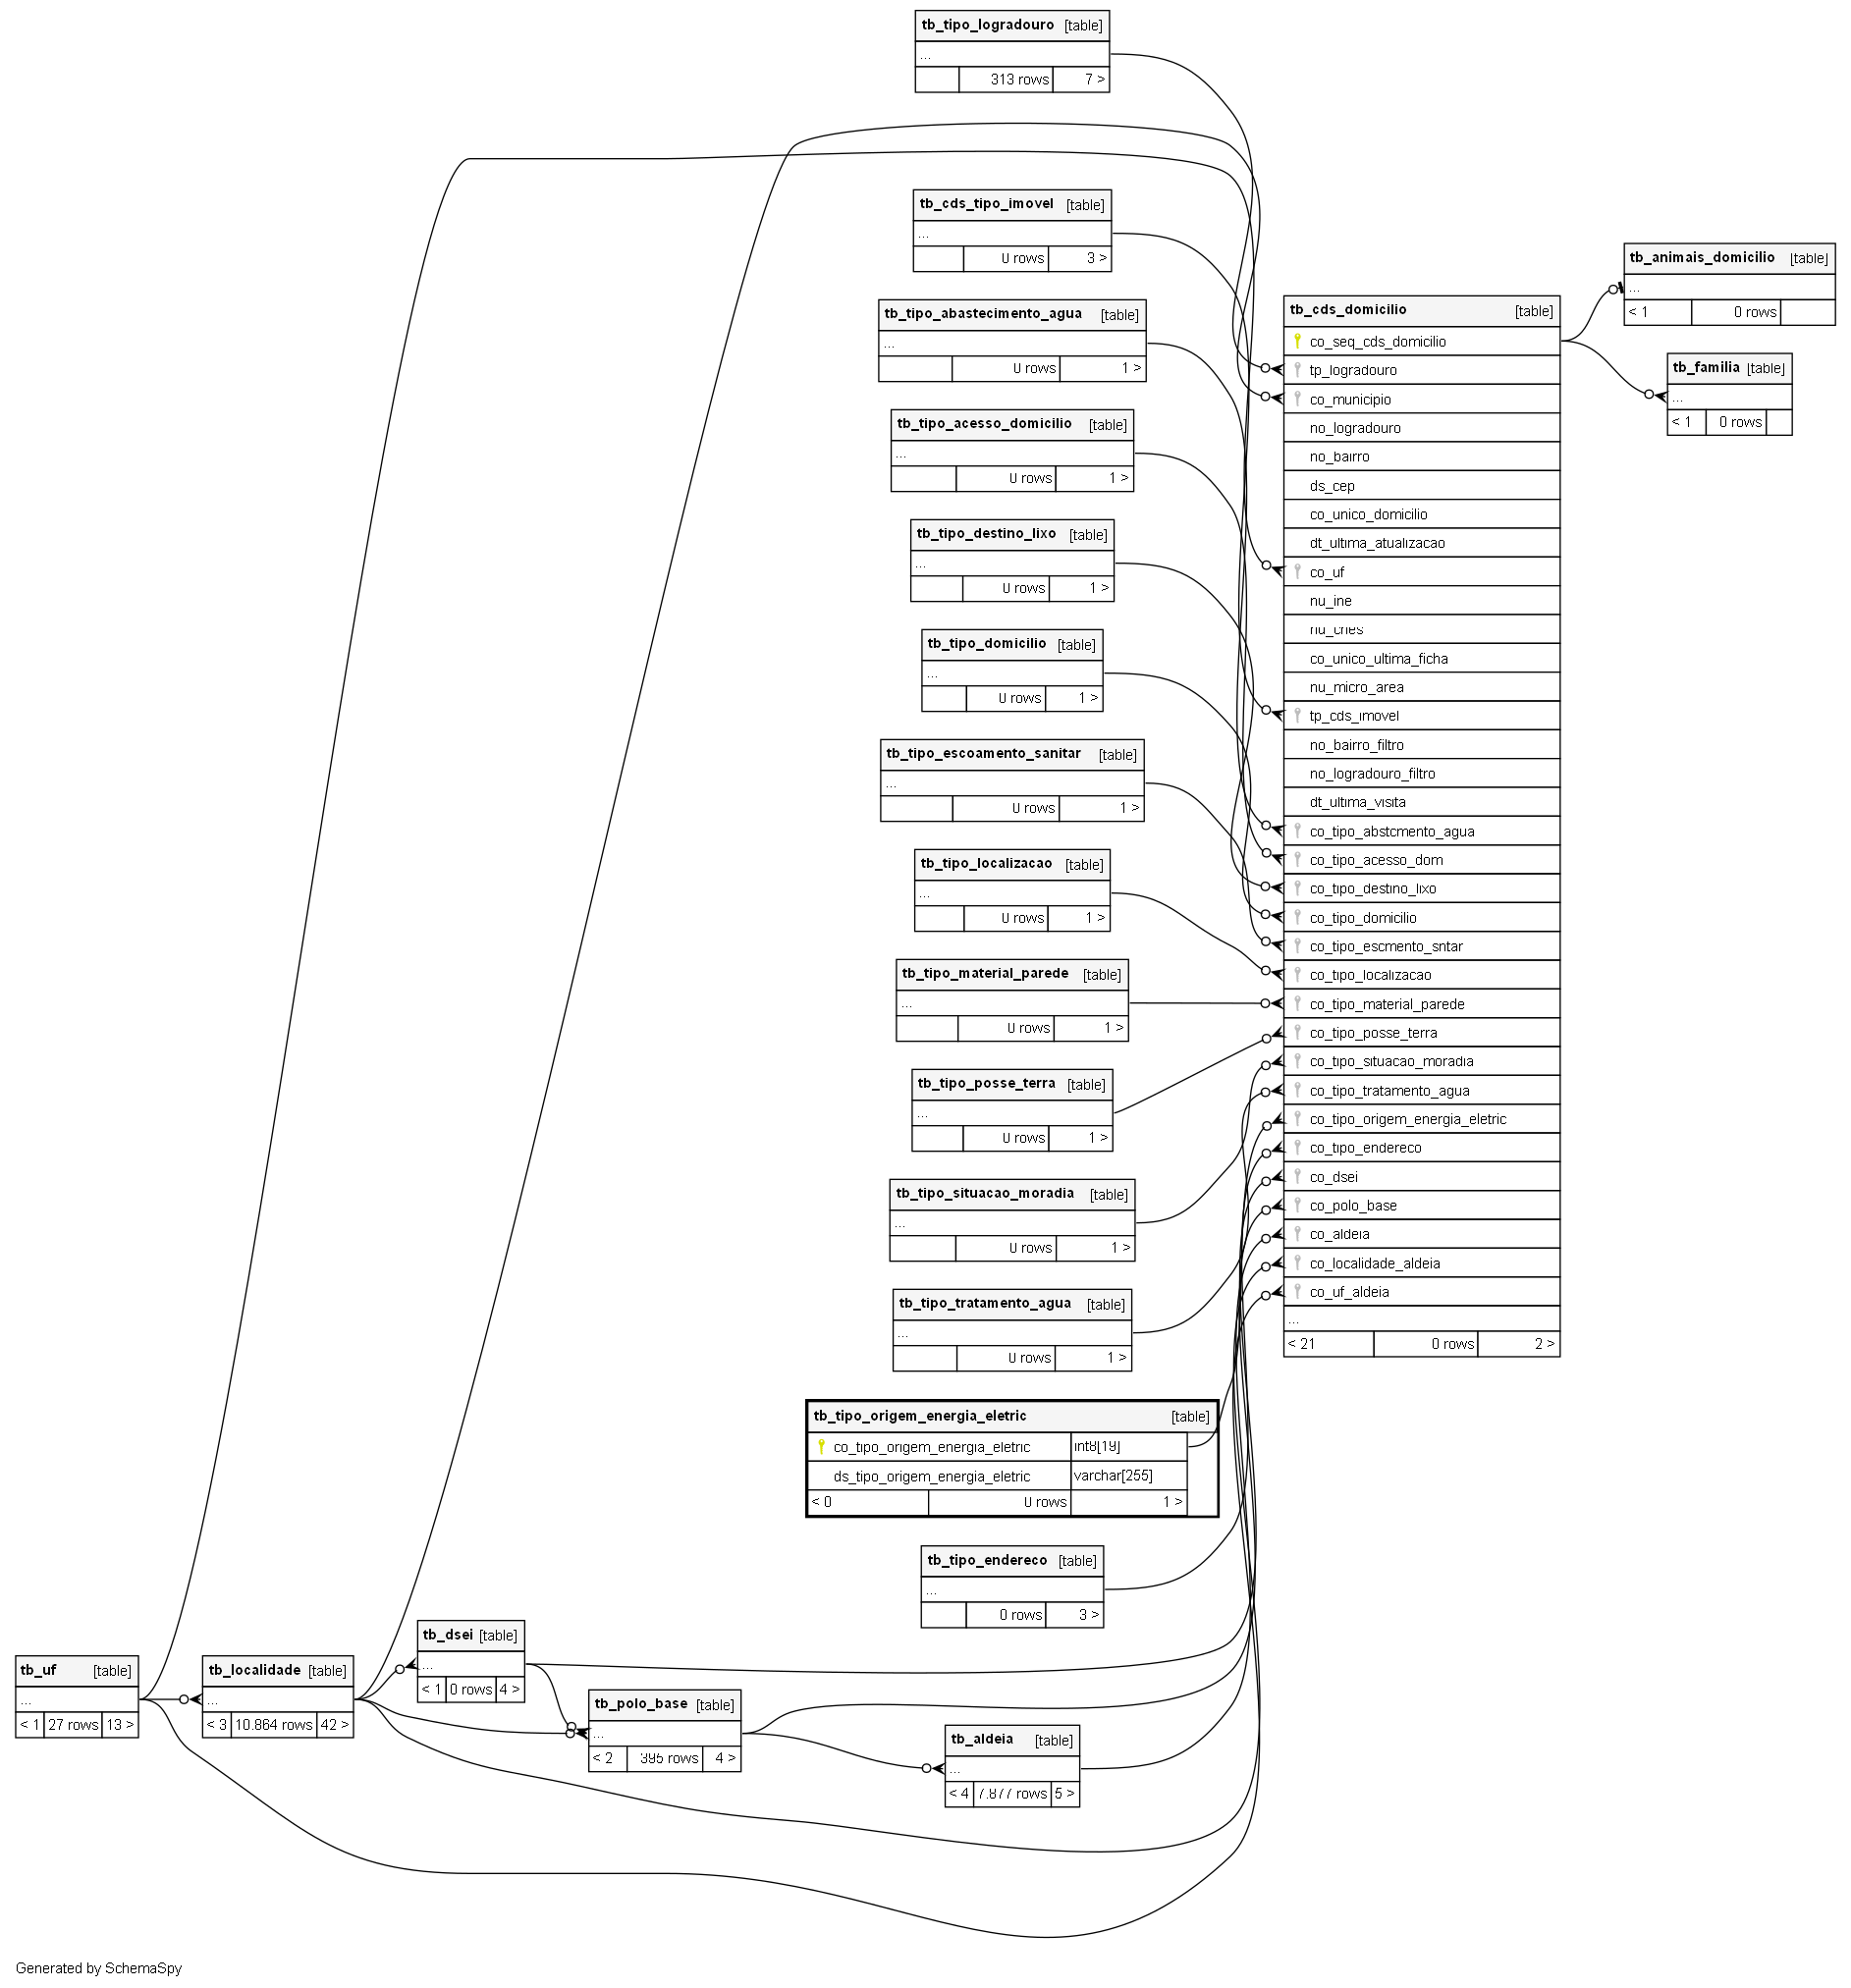 tb_tipo_logradouro [table]
...
313 rows 7 >
tb_cds_tipo_imovel [table]
...
0 rows 3 >
tb_tipo_abastecimento_agua [table]
...
0 rows 1 >
tb_tipo_acesso_domicilio [table]
...
0 rows 1 >
tb_tipo_destino_lixo [table]
...
0 rows 1 >
tb_tipo_domicilio [table]
...
0 rows 1 >
tb_tipo_escoamento_sanitar [table]
...
0 rows 1 >
tb_tipo_localizacao [table]
...
0 rows 1 >
tb_tipo_material_parede [table]
...
0 rows 1 >
tb_tipo_posse_terra [table]
...
0 rows 1 >
tb_tipo_situacao_moradia [table]
...
0 rows 1 >
tb_tipo_tratamento_agua [table]
...
0 rows 1 >
tb_tipo_origem_energia_eletric [table]
co_tipo_origem_energia_eletric int8[19]
ds_tipo_origem_energia_eletric varchar[255]
< 0 0 rows 1 >
tb_tipo_endereco [table]
...
0 rows 3 >
tb_uf [table]
...
< 1 27 rows 13 >
tb_localidade [table]
...
< 3 10.864 rows 42 >
tb_dsei [table]
...
< 1 0 rows 4 >
tb_polo_base [table]
...
< 2 395 rows 4 >
tb_aldeia [table]
...
< 4 7.877 rows 5 >
tb_cds_domicilio [table]
co_seq_cds_domicilio
tp_logradouro
co_municipio
no_logradouro
no_bairro
ds_cep
co_unico_domicilio
dt_ultima_atualizacao
co_uf
nu_ine
nu_cnes
co_unico_ultima_ficha
nu_micro_area
tp_cds_imovel
no_bairro_filtro
no_logradouro_filtro
dt_ultima_visita
co_tipo_abstcmento_agua
co_tipo_acesso_dom
co_tipo_destino_lixo
co_tipo_domicilio
co_tipo_escmento_sntar
co_tipo_localizacao
co_tipo_material_parede
co_tipo_posse_terra
co_tipo_situacao_moradia
co_tipo_tratamento_agua
co_tipo_origem_energia_eletric
co_tipo_endereco
co_dsei
co_polo_base
co_aldeia
co_localidade_aldeia
co_uf_aldeia
...
< 21 0 rows 2 >
tb_animais_domicilio [table]
...
< 1 0 rows
tb_familia [table]
...
< 1 0 rows
Generated by SchemaSpy